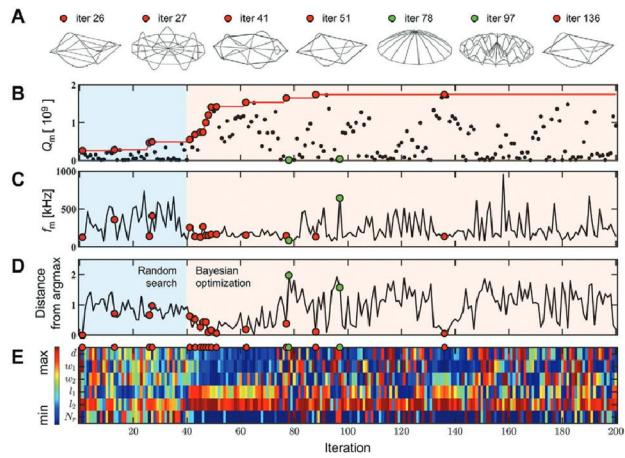 A iter 26 iter 27 iter 41 iter 51 iter 78 iter 97 iter 136
B
Qm [ 10⁹ ]
2
1
0
C
fm [kHz]
1000
500
0
D
Distance from argmax
2
1
0
Random search
Bayesian optimization
E
max
min
d
w1
w2
l1
l2
Nr
20 40 60 80 100 120 140 160 180 200
Iteration